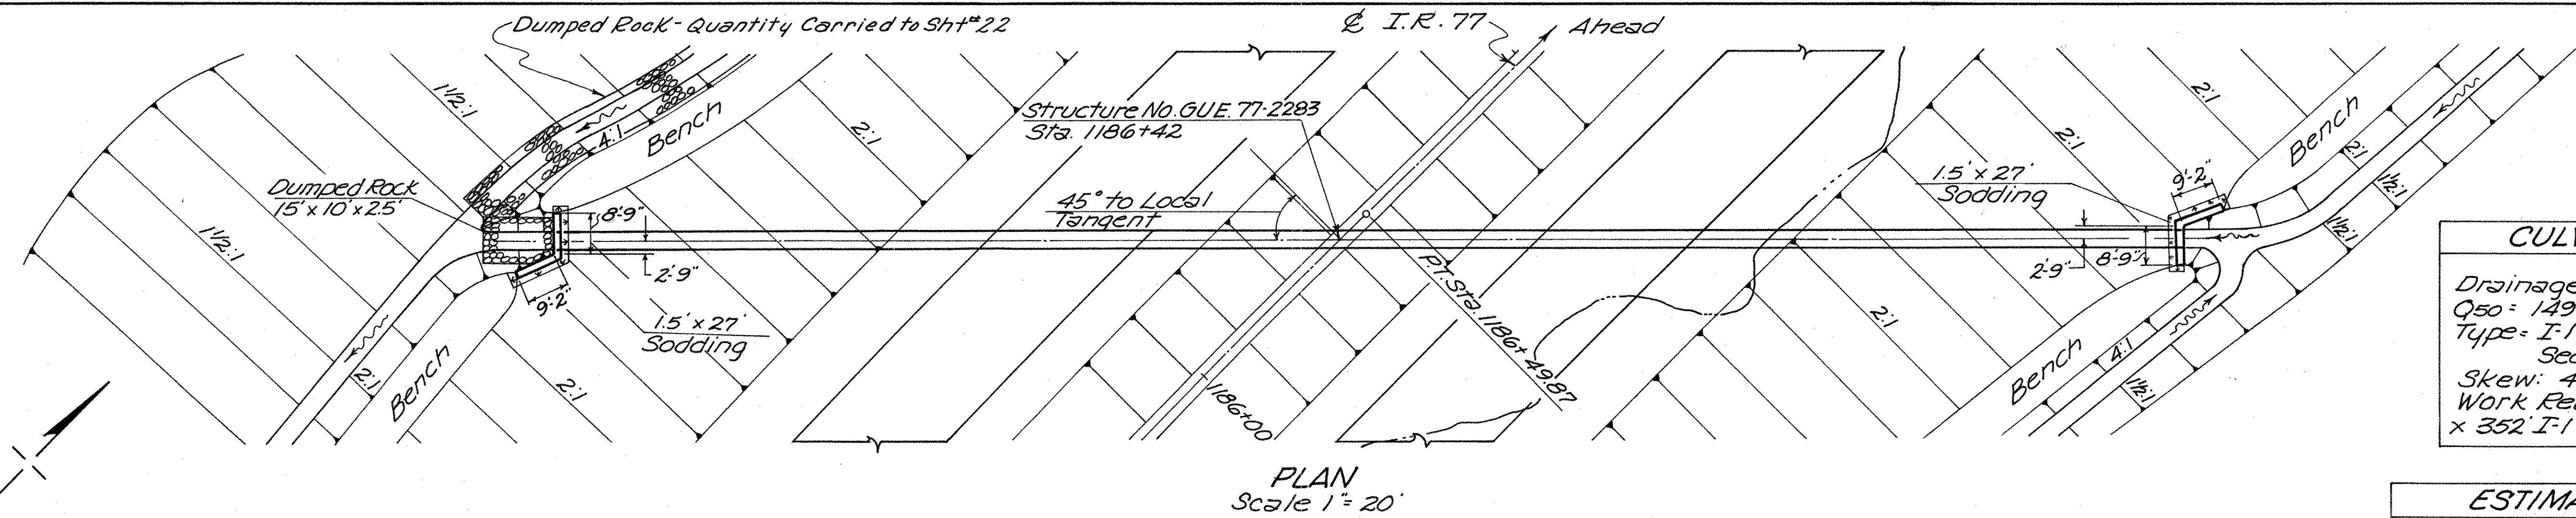 Dumped Rock - Quantity Carried to Sht #22
℄ I.R. 77
Ahead
1½:1
4:1
Bench
2:1
Structure No. GUE. 77-2283
Sta. 1186+42
2:1
2:1
Bench
2:1
1½:1
1½:1
Dumped Rock
15' x 10' x 2.5'
8'-9"
45° to Local
Tangent
1.5' x 27'
Sodding
9'-2"
1½:1
2'-9"
9'-2"
2'-9"
8'-9"
1.5' x 27'
Sodding
P.T. Sta. 1186+49.87
2:1
2:1
Bench
2:1
1186+00
Bench
4:1
1½:1
CUL
Drainage
Q50 = 149
Type = I-1
Sec
Skew: 4
Work Re
x 352' I-1
PLAN
Scale 1" = 20'
ESTIMA